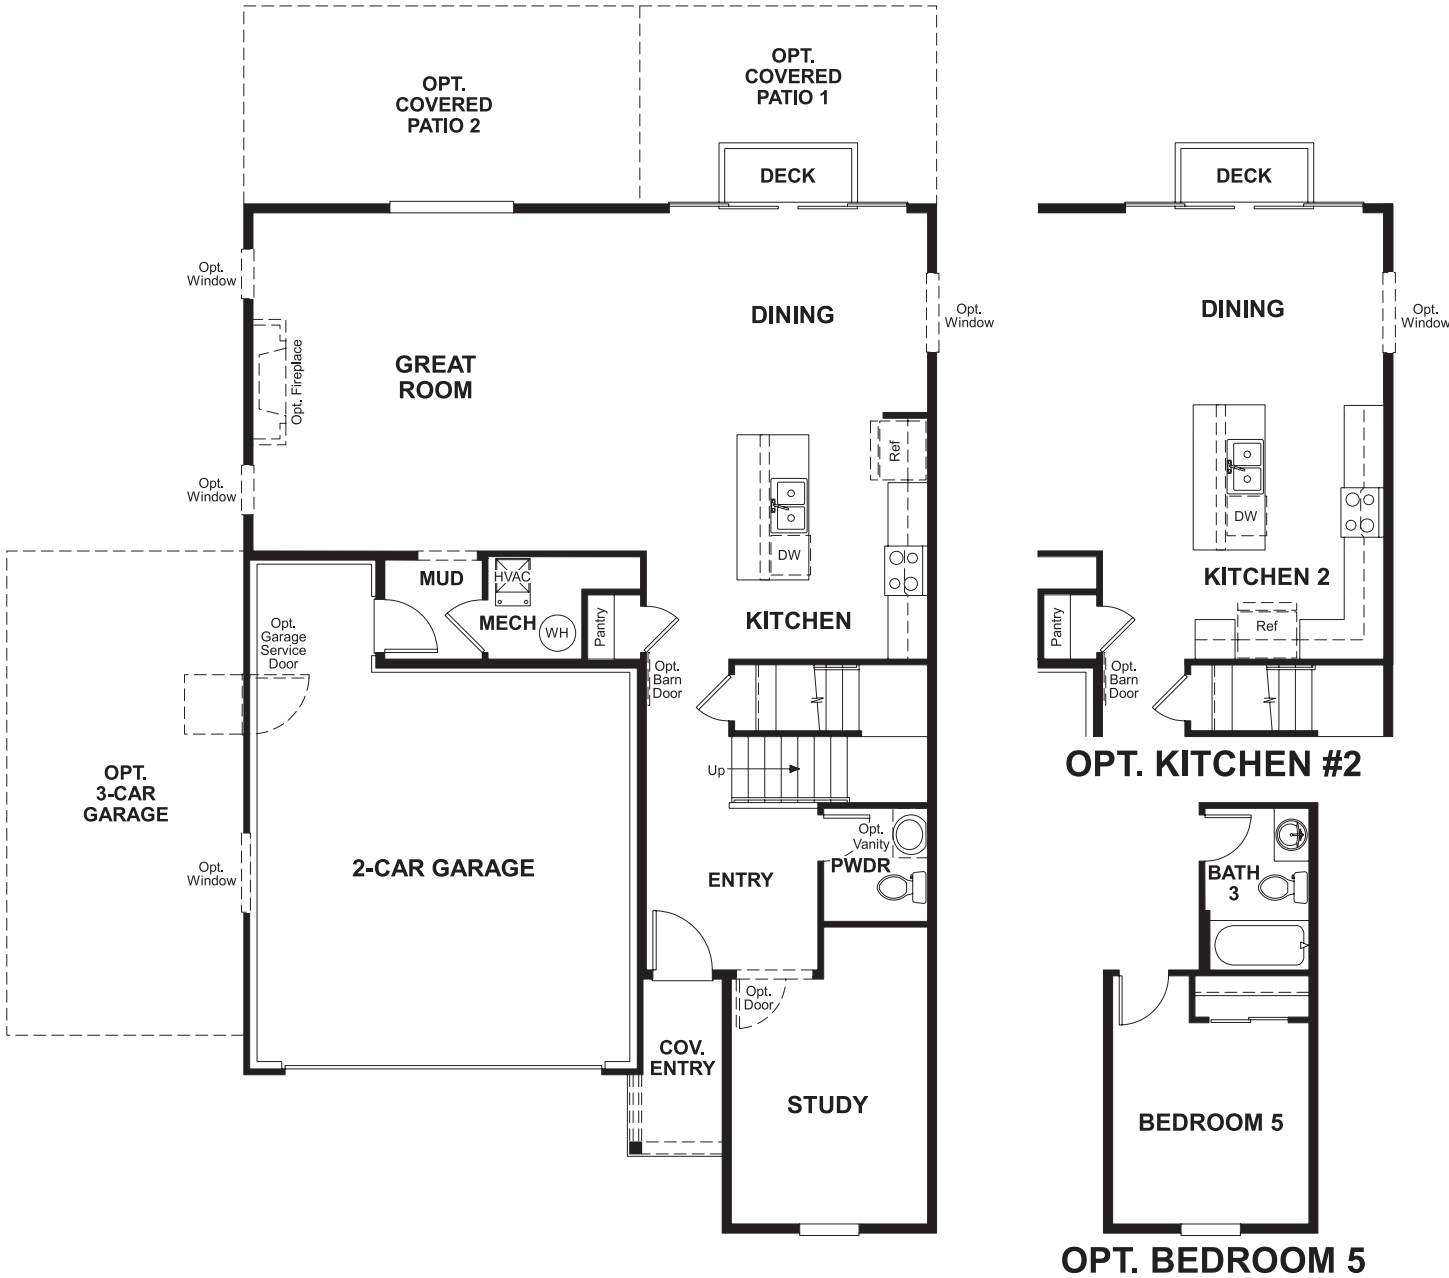 OPT.
COVERED
PATIO 2
OPT.
COVERED
PATIO 1
DECK
Opt.
Window
DINING
Opt.
Window
GREAT
ROOM
Opt. Fireplace
Ref
Opt.
Window
DW
MUD
HVAC
MECH
WH
Pantry
KITCHEN
Opt.
Garage
Service
Door
Opt.
Barn
Door
Up
OPT.
3-CAR
GARAGE
Opt.
Window
2-CAR GARAGE
Opt.
Vanity
PWDR
ENTRY
Opt.
Door
COV.
ENTRY
STUDY
DECK
DINING
Opt.
Window
DW
KITCHEN 2
Pantry
Ref
Opt.
Barn
Door
OPT. KITCHEN #2
BATH
3
BEDROOM 5
OPT. BEDROOM 5